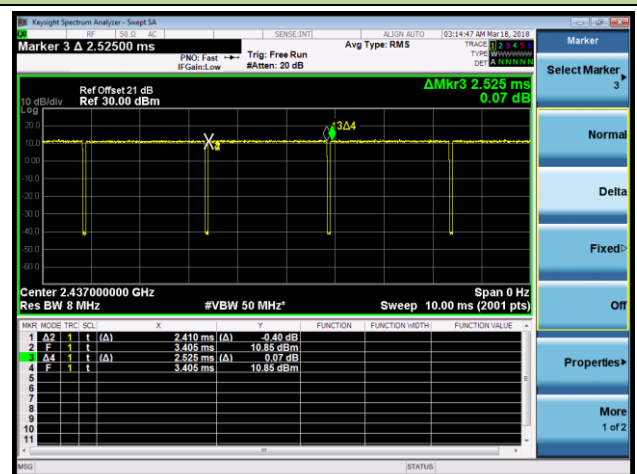 Keysight Spectrum Analyzer - Swept SA
RF 50 Ω AC SENSE:INT ALIGN AUTO 03:14:47 AM Mar 18, 2018
Marker 3 Δ 2.52500 ms
PNO: Fast
IFGain:Low
Trig: Free Run
#Atten: 20 dB
Avg Type: RMS
TRACE 1 2 3 4 5 6
TYPE WWWWWW
DET A N N N N N
Ref Offset 21 dB
10 dB/div Ref 30.00 dBm
Log
ΔMkr3 2.525 ms
0.07 dB
20.0
10.0
0.00
-10.0
-20.0
-30.0
-40.0
-50.0
-60.0
3Δ4
Center 2.437000000 GHz Span 0 Hz
Res BW 8 MHz #VBW 50 MHz* Sweep 10.00 ms (2001 pts)
MKR MODE TRC SCL X Y FUNCTION FUNCTION WIDTH FUNCTION VALUE
1 Δ2 1 t (Δ) 2.410 ms (Δ) -0.40 dB
2 F 1 t 3.405 ms 10.85 dBm
3 Δ4 1 t (Δ) 2.525 ms (Δ) 0.07 dB
4 F 1 t 3.405 ms 10.85 dBm
5
6
7
8
9
10
11
MSG STATUS
Marker
Select Marker
3
Normal
Delta
Fixed
Off
Properties
More
1 of 2